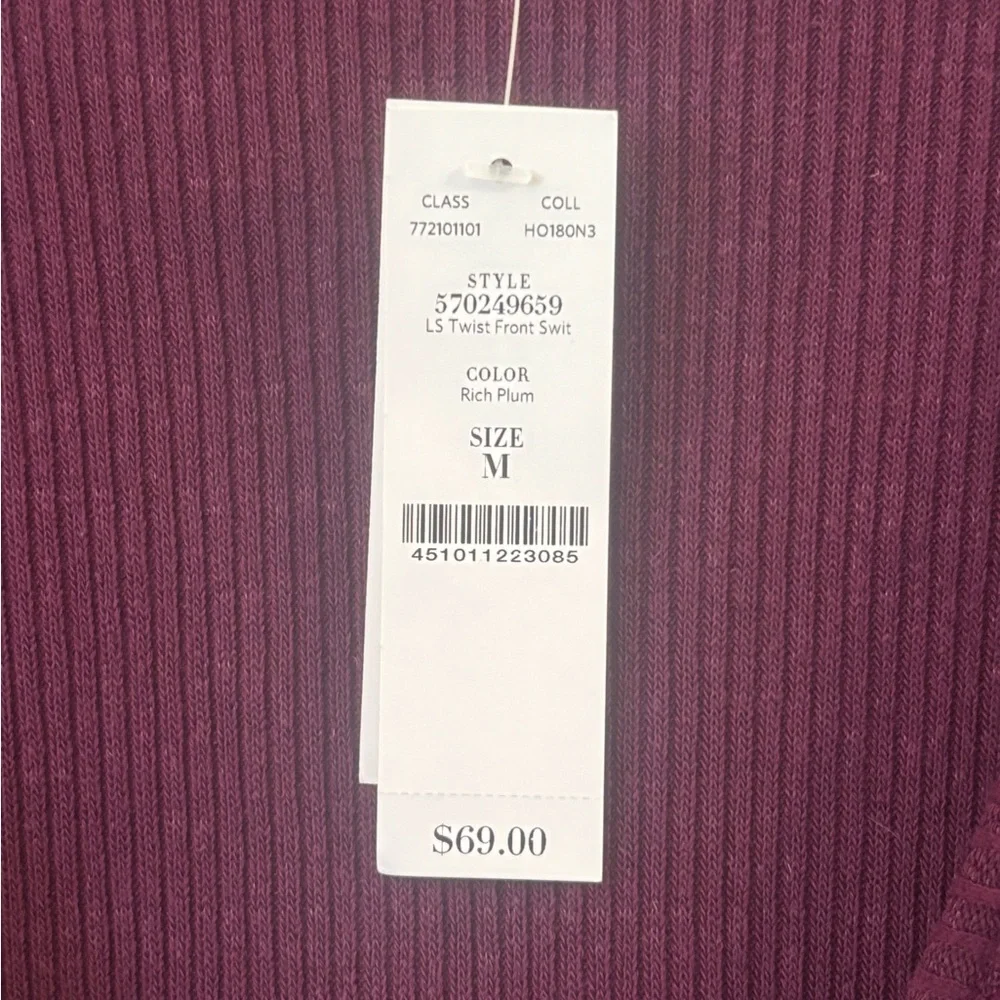 CLASS COLL
772101101 HO180N3
STYLE
570249659
LS Twist Front Swit
COLOR
Rich Plum
SIZE
M
451011223085
$69.00